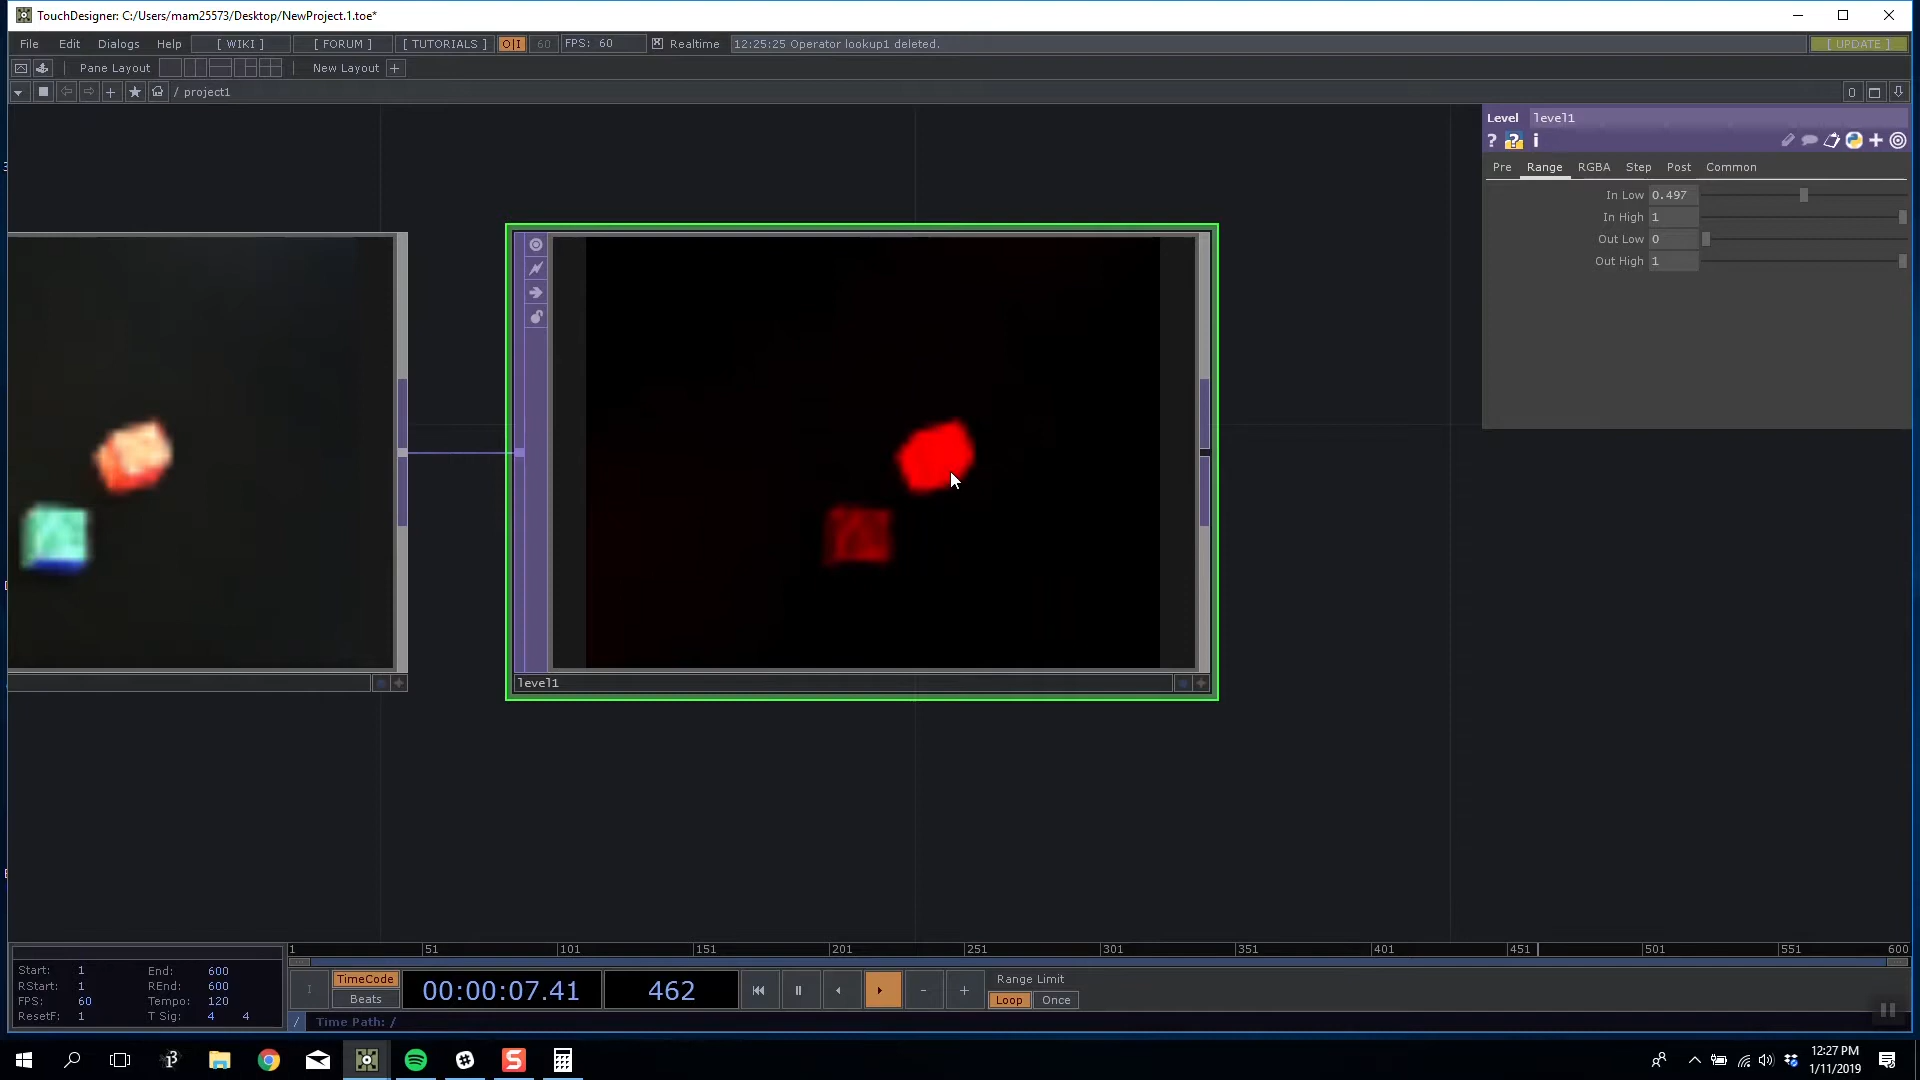 TouchDesigner: C:/Users/mam25573/Desktop/NewProject.1.toe*
File Edit Dialogs Help [ WIKI ] [ FORUM ] [ TUTORIALS ] O|I 60 FPS: 60 Realtime 12:25:25 Operator lookup1 deleted. [ UPDATE ]
Pane Layout New Layout +
/ project1 0
Level level1
? ? i
Pre Range RGBA Step Post Common
In Low 0.497
In High 1
Out Low 0
Out High 1
level1
1 51 101 151 201 251 301 351 401 451 501 551 600
Start: 1 End: 600
RStart: 1 REnd: 600
FPS: 60 Tempo: 120
ResetF: 1 T Sig: 4 4
TimeCode
Beats
00:00:07.41 462
Range Limit
Loop Once
/ Time Path: /
12:27 PM
1/11/2019